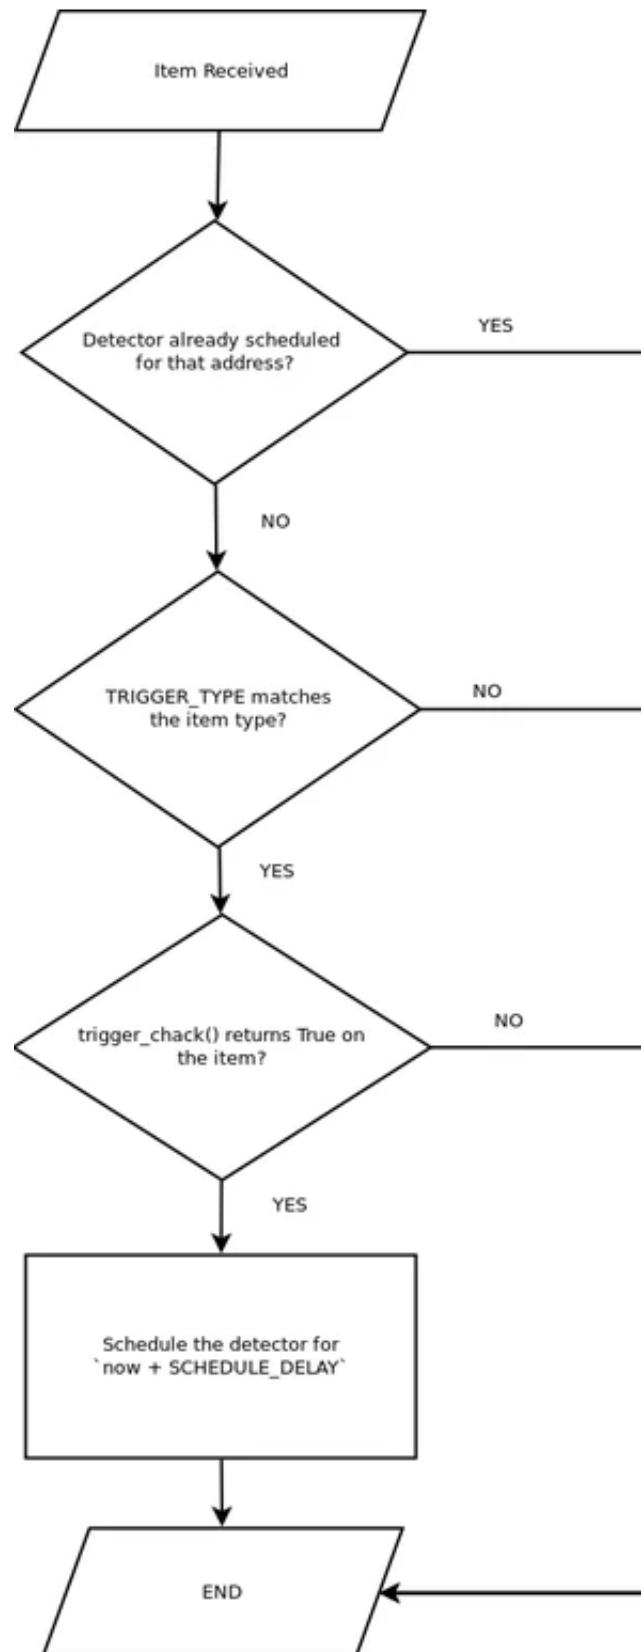 Item Received
Detector already scheduled
for that address?
YES
NO
TRIGGER_TYPE matches
the item type?
NO
YES
trigger_chack() returns True on
the item?
NO
YES
Schedule the detector for
`now + SCHEDULE_DELAY`
END